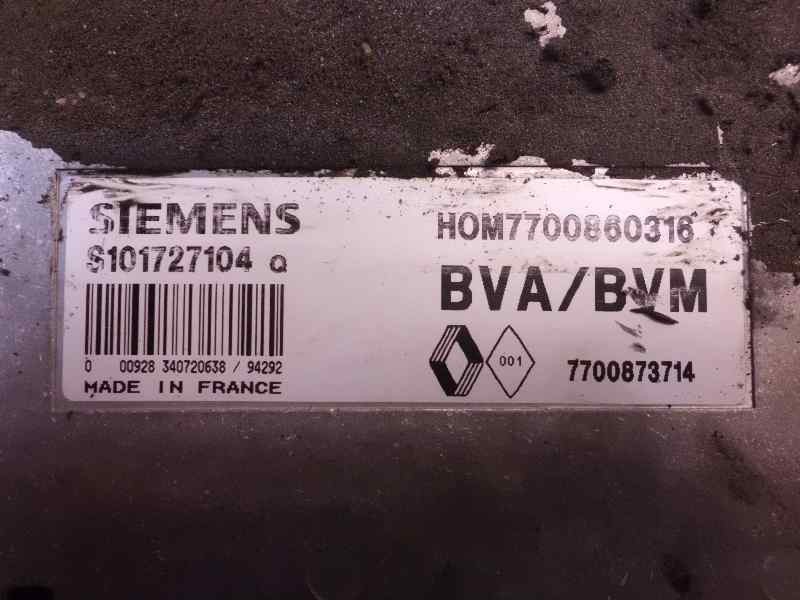 SIEMENS
S101727104 Q
0 00928 340720638 / 94292
MADE IN FRANCE
HOM7700860316
BVA/BVM
001
7700873714